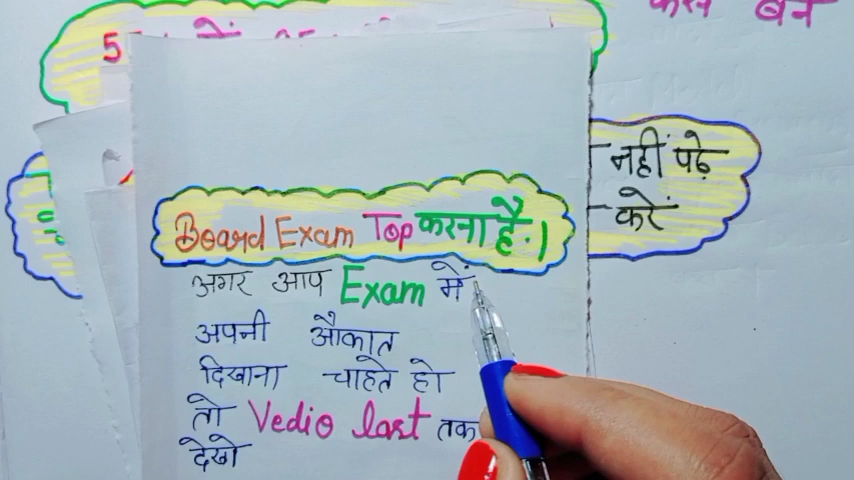 कैसे बने
नहीं पढ़े
करें
Board Exam Top करना है।
अगर आप Exam में
अपनी औकात
दिखाना चाहते हो
तो Vedio last तक
देखो